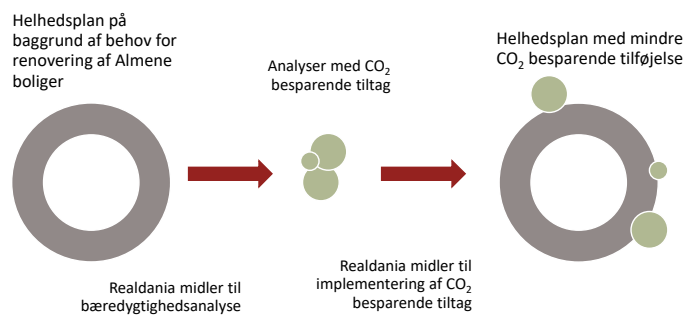 Helhedsplan på
baggrund af behov for
renovering af Almene
boliger
Analyser med CO₂
besparende tiltag
Helhedsplan med mindre
CO₂ besparende tilføjelse
Realdania midler til
bæredygtighedsanalyse
Realdania midler til
implementering af CO₂
besparende tiltag